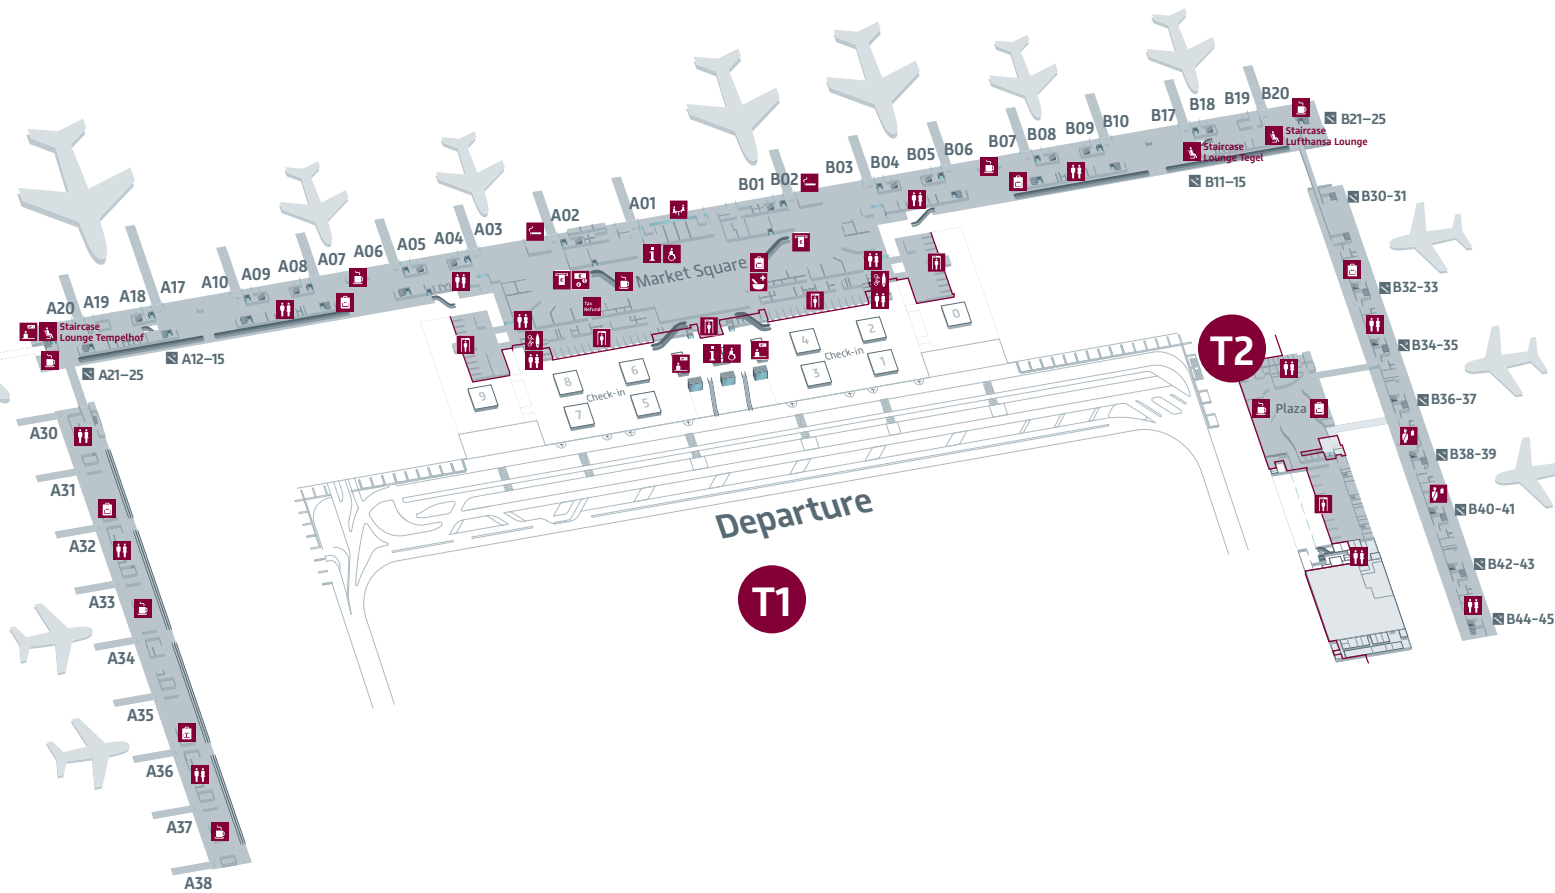 B20
B19
B18
B17
B21–25
B10
B09
B08
B07
B06
B05
B04
B03
B02
B01
Staircase
Lufthansa Lounge
Staircase
Lounge Tegel
B11–15
B30-31
A01
A02
A03
A04
A05
A06
A07
A08
A09
A10
A17
A18
A19
A20
Staircase
Lounge Tempelhof
A12–15
A21–25
Market Square
Tax
Refund
0
2
4
Check-in
1
3
6
8
Check-in
5
7
9
B32-33
B34-35
B36-37
B38-39
B40-41
B42-43
B44-45
T2
Plaza
A30
A31
A32
A33
A34
A35
A36
A37
A38
Departure
T1